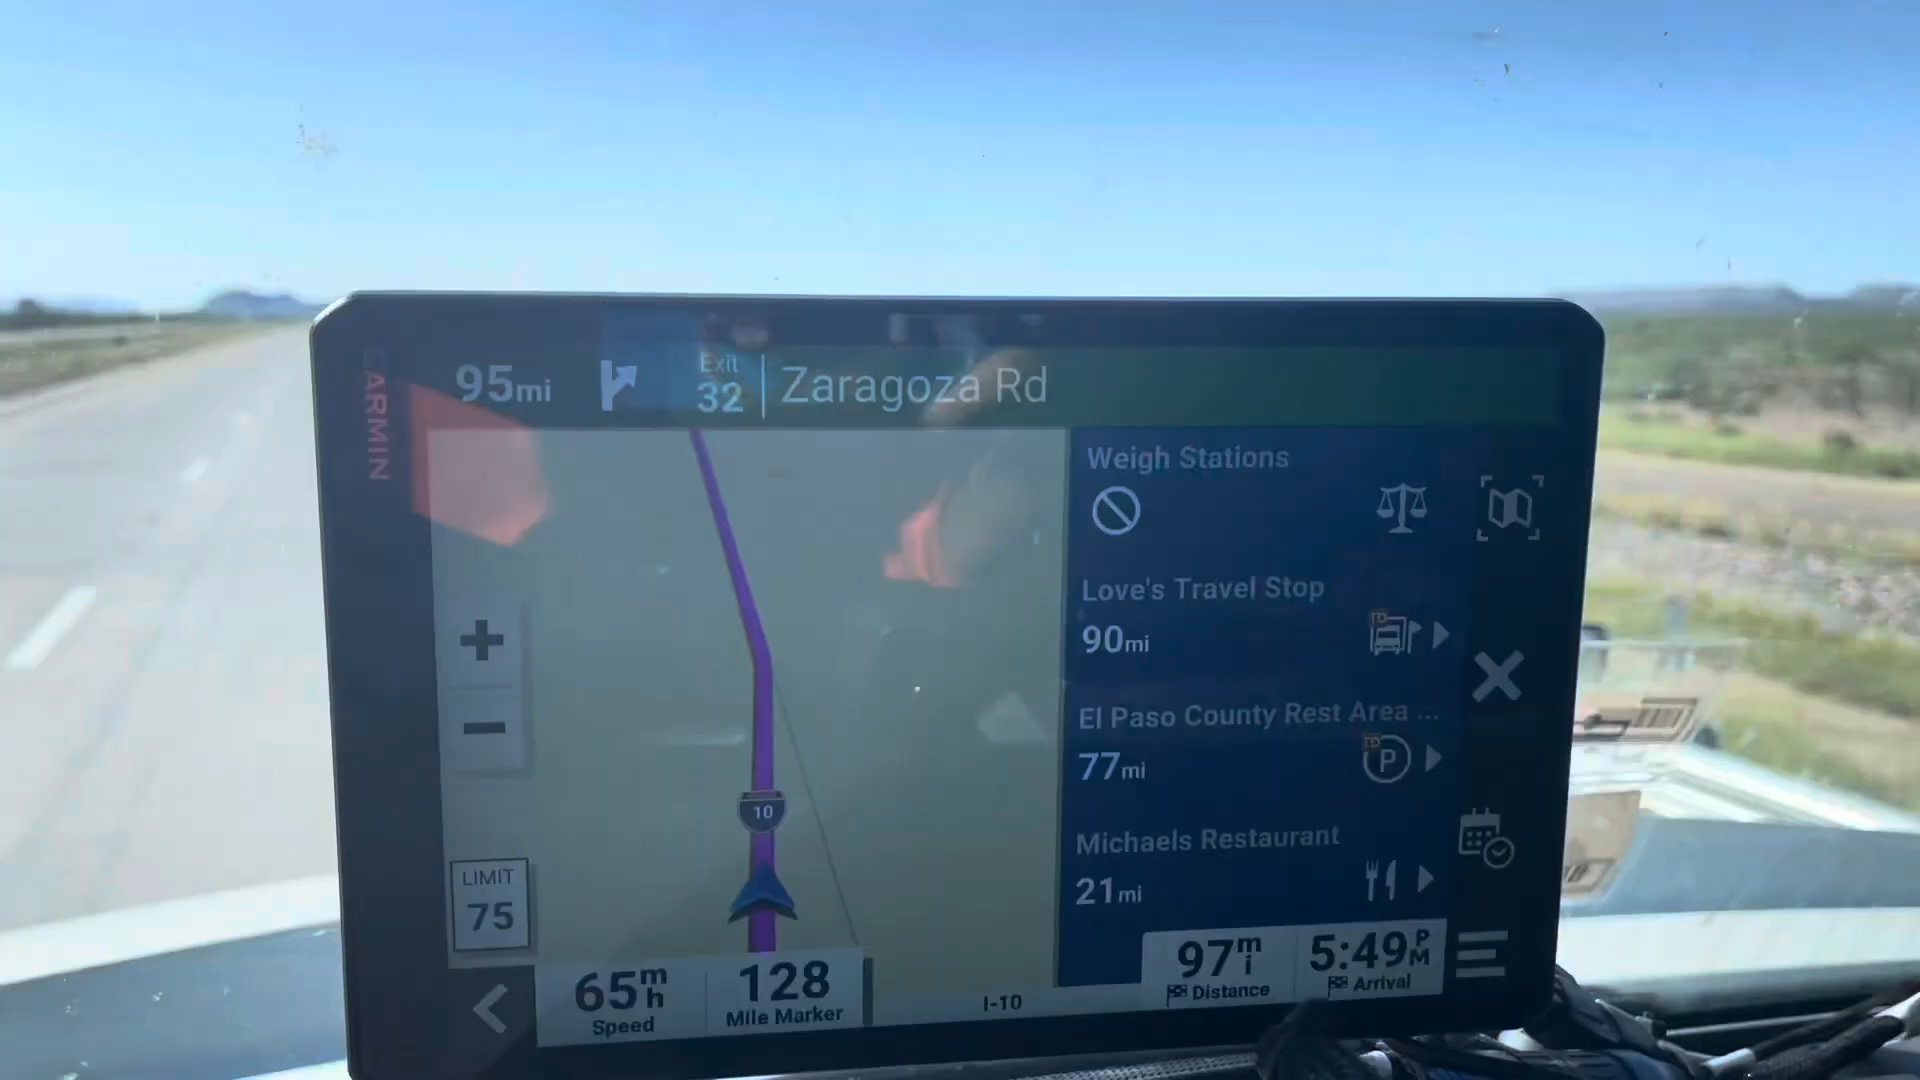 GARMIN
95mi
Exit
32
Zaragoza Rd
Weigh Stations
Love's Travel Stop
90mi
El Paso County Rest Area ...
P
77mi
Michaels Restaurant
21mi
10
LIMIT
75
65mh
Speed
128
Mile Marker
I-10
97mi
Distance
5:49PM
Arrival